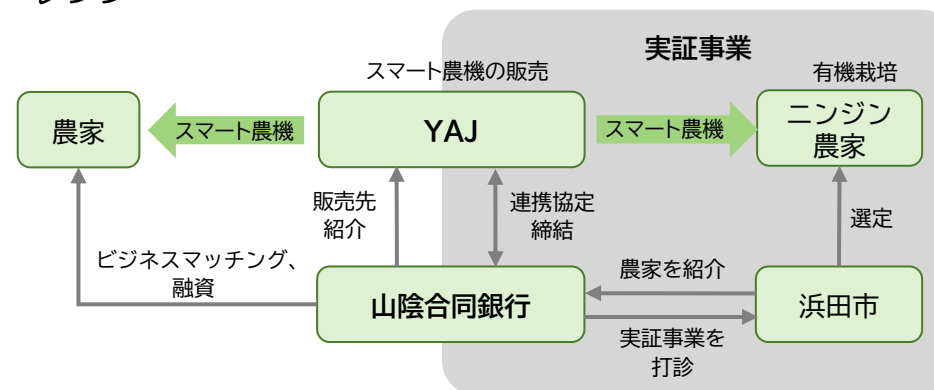 実証事業
スマート農機の販売
有機栽培
農家
スマート農機
YAJ
スマート農機
ニンジン
農家
販売先
紹介
連携協定
締結
選定
ビジネスマッチング、
融資
農家を紹介
山陰合同銀行
浜田市
実証事業を
打診